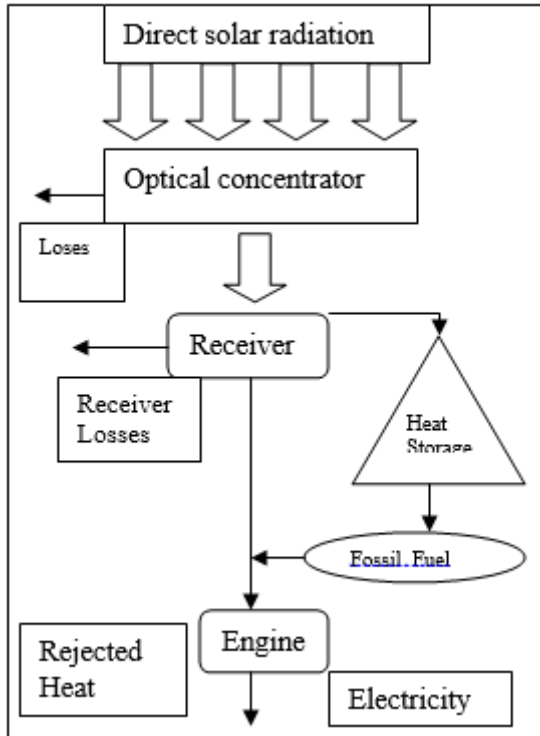 Direct solar radiation
Optical concentrator
Loses
Receiver
Receiver
Losses
Heat
Storage
Fossil Fuel
Engine
Rejected
Heat
Electricity